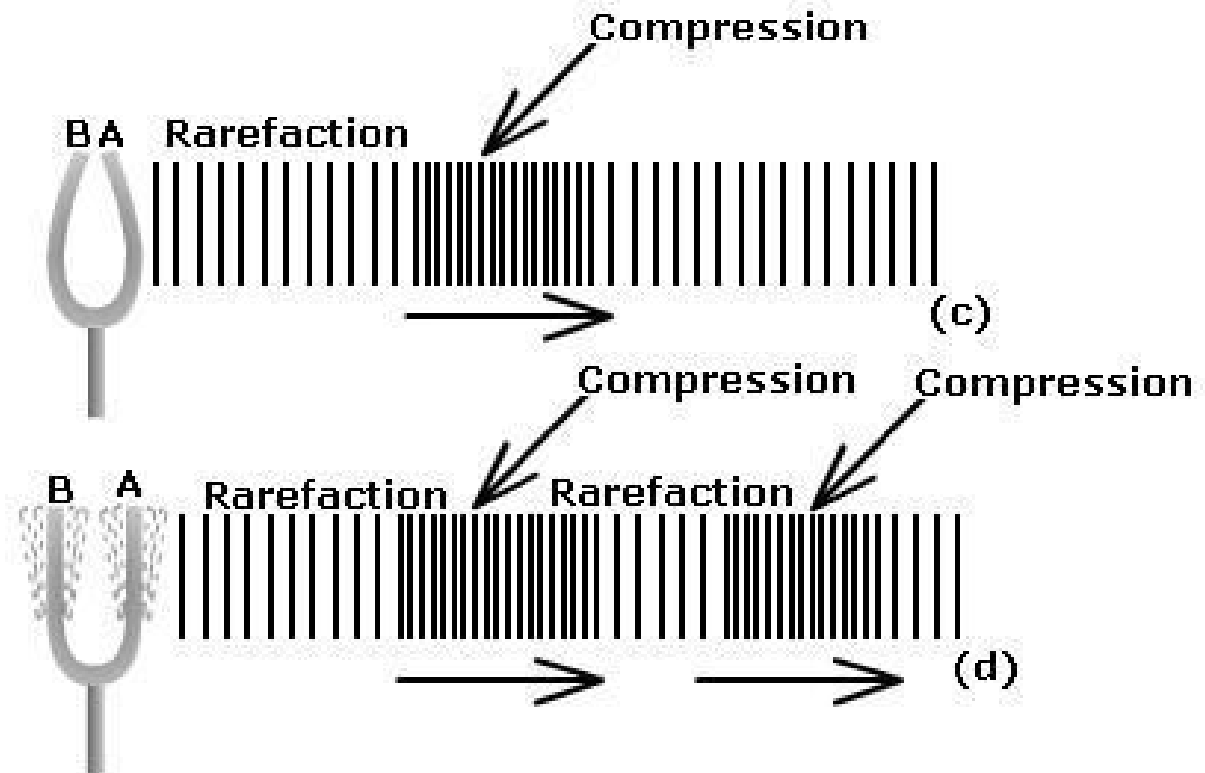 Compression
B A Rarefaction
(c)
Compression Compression
B A Rarefaction Rarefaction
(d)